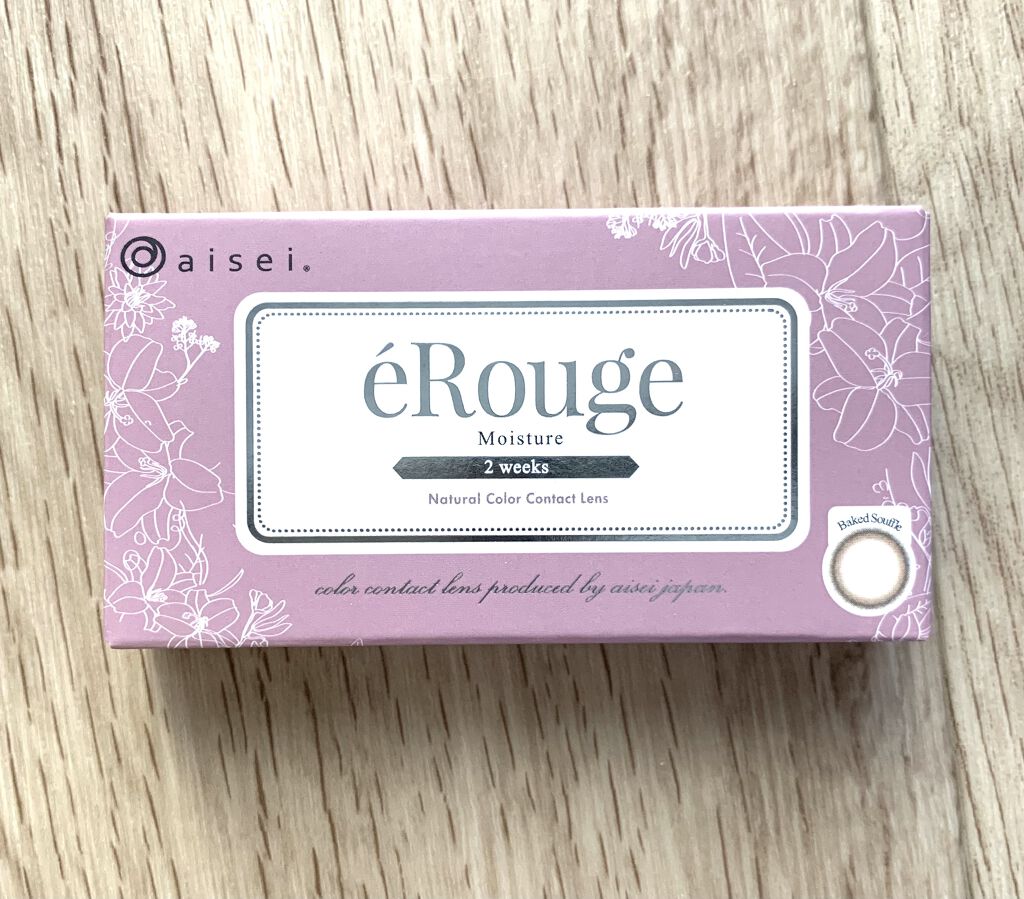 aisei®
éRouge
Moisture
2 weeks
Natural Color Contact Lens
Baked Souffle
color contact lens produced by aisei japan.